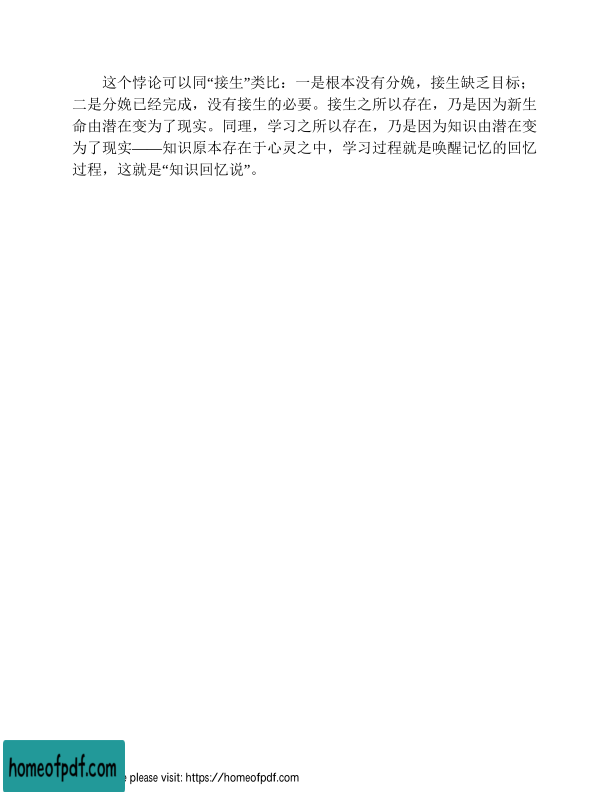 这个悖论可以同“接生”类比：一是根本没有分娩，接生缺乏目标；
二是分娩已经完成，没有接生的必要。接生之所以存在，乃是因为新生
命由潜在变为了现实。同理，学习之所以存在，乃是因为知识由潜在变
为了现实——知识原本存在于心灵之中，学习过程就是唤醒记忆的回忆
过程，这就是“知识回忆说”。
homeofpdf.com
please visit: https://homeofpdf.com